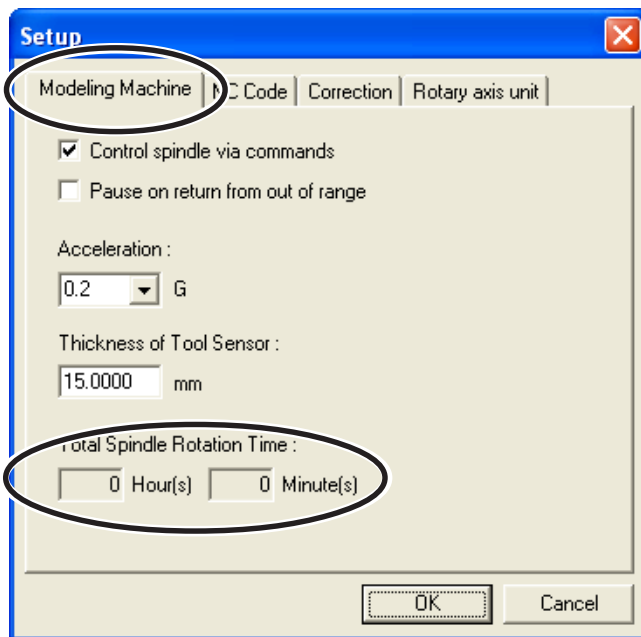 Setup
Modeling Machine NC Code Correction Rotary axis unit
Control spindle via commands
Pause on return from out of range
Acceleration :
0.2 G
Thickness of Tool Sensor :
15.0000 mm
Total Spindle Rotation Time :
0 Hour(s) 0 Minute(s)
OK Cancel